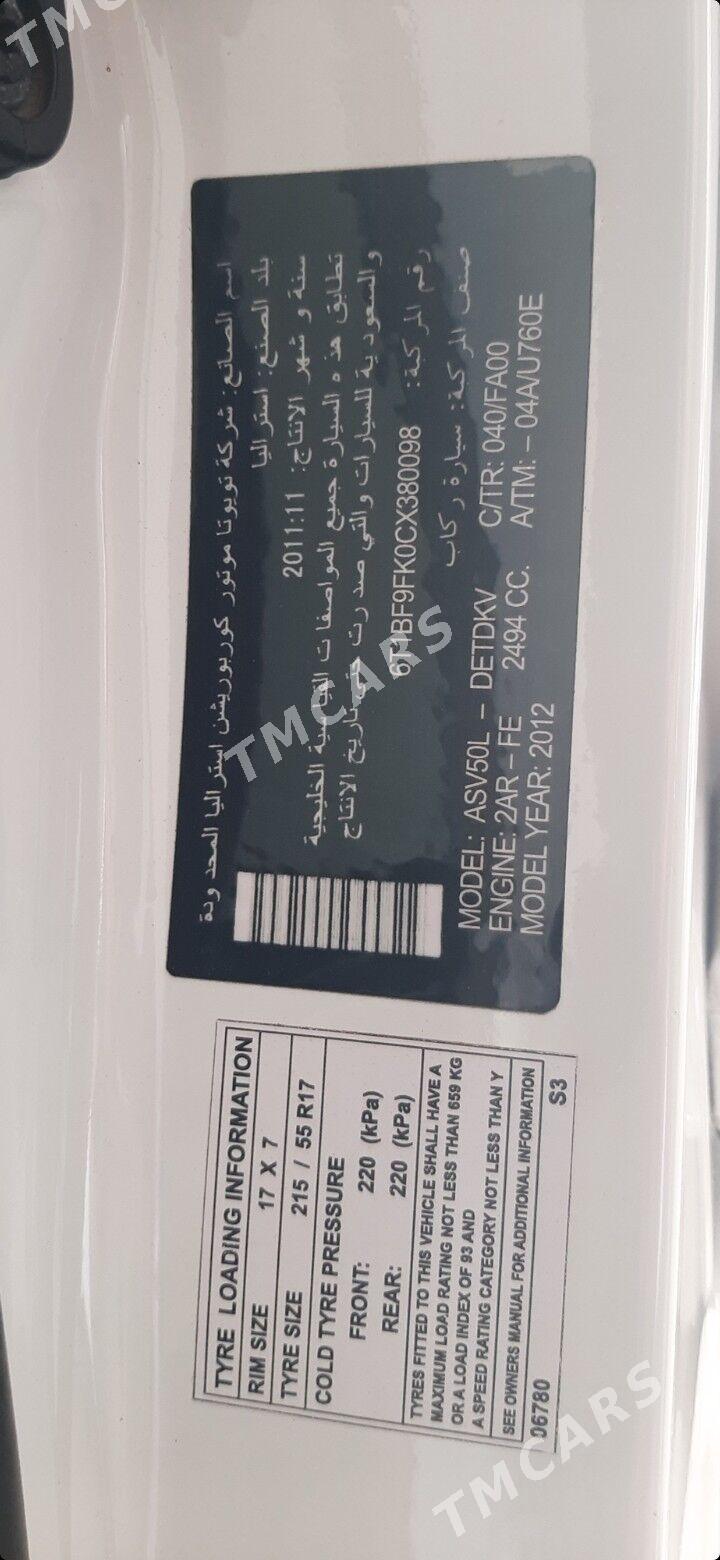 اسم الصانع: شركة تويوتا موتور كوربوريشن استراليا المحدودة
بلد الصنع: استراليا
سنة و شهر الانتاج: 2011:11
تطابق هذه السيارة جميع المواصفات القياسية الخليجية
والسعودية للسيارات والتي صدرت حتى تاريخ الانتاج
رقم المركبة: 6T1BF9FK0CX380098
صنف المركبة: سيارة ركاب
MODEL: ASV50L – DETDKV C/TR: 040/FA00
ENGINE: 2AR – FE 2494 CC. A/TM: – 04A/U760E
MODEL YEAR: 2012
TYRE LOADING INFORMATION
RIM SIZE 17 X 7
TYRE SIZE 215 / 55 R17
COLD TYRE PRESSURE
FRONT: 220 (kPa)
REAR: 220 (kPa)
TYRES FITTED TO THIS VEHICLE SHALL HAVE A
MAXIMUM LOAD RATING NOT LESS THAN 659 KG
OR A LOAD INDEX OF 93 AND
A SPEED RATING CATEGORY NOT LESS THAN Y
SEE OWNERS MANUAL FOR ADDITIONAL INFORMATION
06780 S3
TMCARS
TMCARS